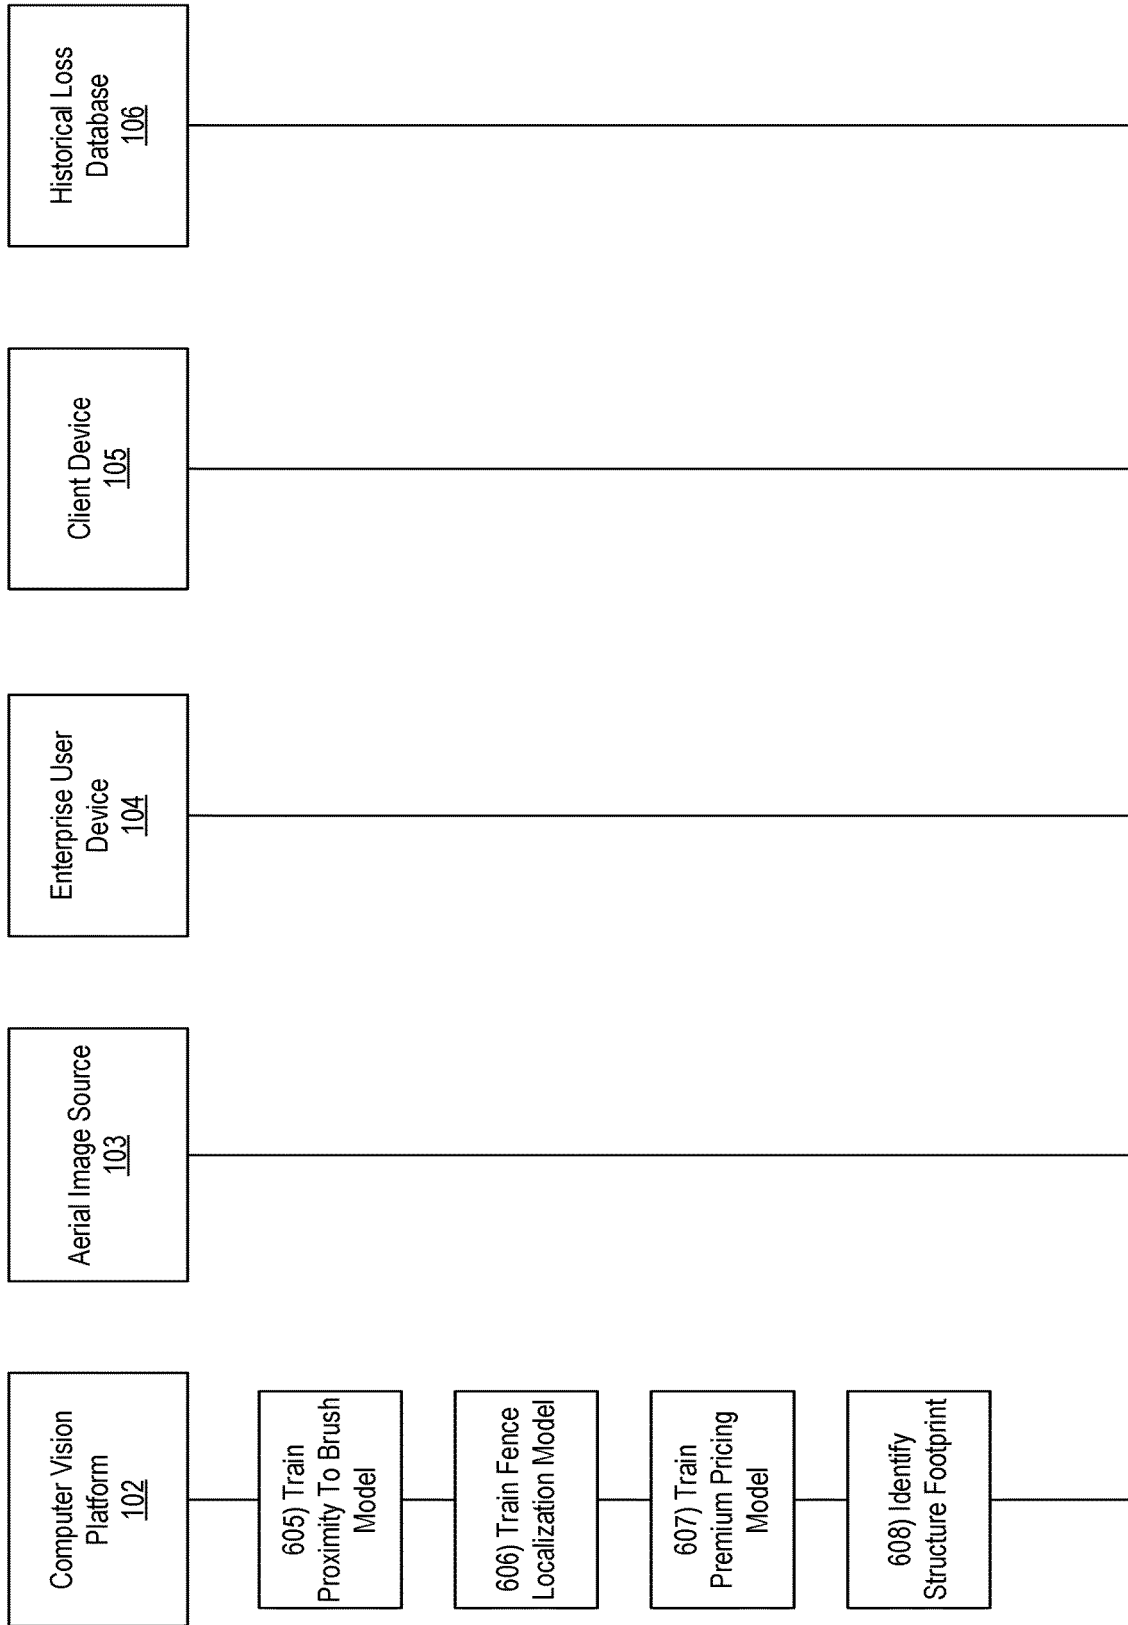 Computer Vision
Platform
102
Aerial Image Source
103
Enterprise User
Device
104
Client Device
105
Historical Loss
Database
106
605) Train
Proximity To Brush
Model
606) Train Fence
Localization Model
607) Train
Premium Pricing
Model
608) Identify
Structure Footprint